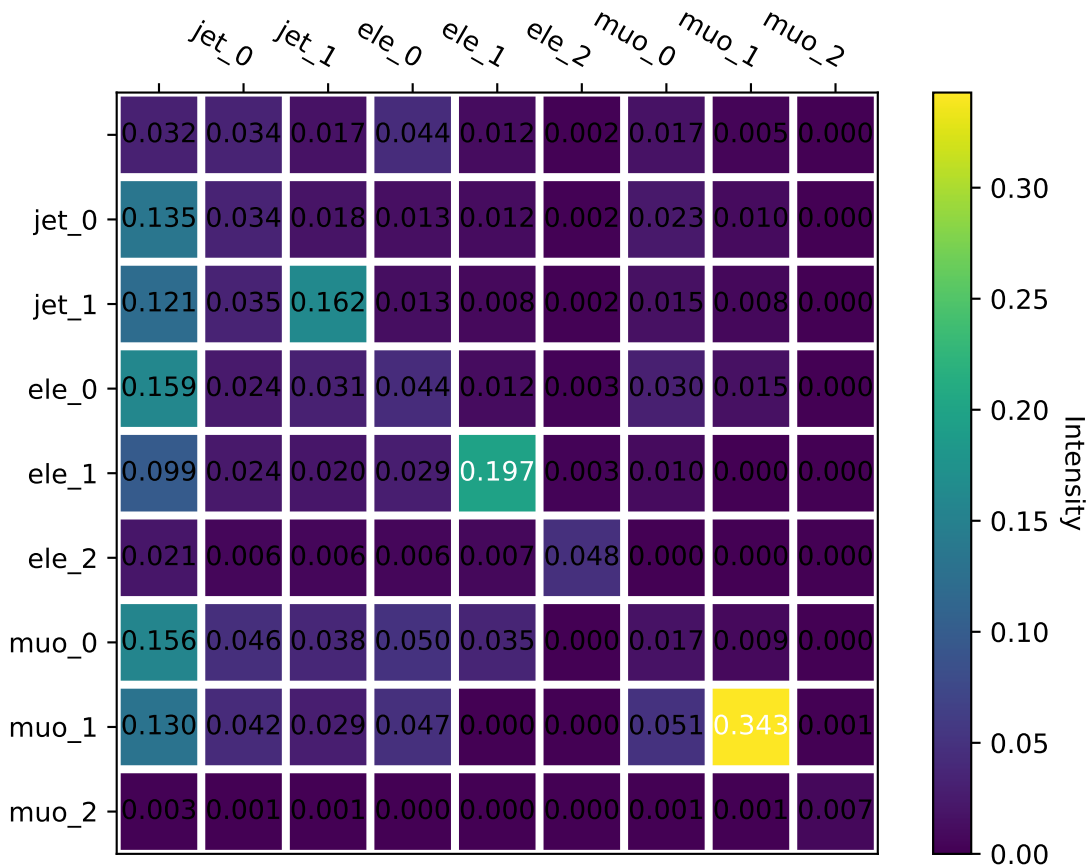 jet_0 jet_1 ele_0 ele_1 ele_2 muo_0 muo_1 muo_2
0.032 0.034 0.017 0.044 0.012 0.002 0.017 0.005 0.000
jet_0 0.135 0.034 0.018 0.013 0.012 0.002 0.023 0.010 0.000
jet_1 0.121 0.035 0.162 0.013 0.008 0.002 0.015 0.008 0.000
ele_0 0.159 0.024 0.031 0.044 0.012 0.003 0.030 0.015 0.000
ele_1 0.099 0.024 0.020 0.029 0.197 0.003 0.010 0.000 0.000
ele_2 0.021 0.006 0.006 0.006 0.007 0.048 0.000 0.000 0.000
muo_0 0.156 0.046 0.038 0.050 0.035 0.000 0.017 0.009 0.000
muo_1 0.130 0.042 0.029 0.047 0.000 0.000 0.051 0.343 0.001
muo_2 0.003 0.001 0.001 0.000 0.000 0.000 0.001 0.001 0.007
0.30
0.25
0.20
0.15
0.10
0.05
0.00
Intensity